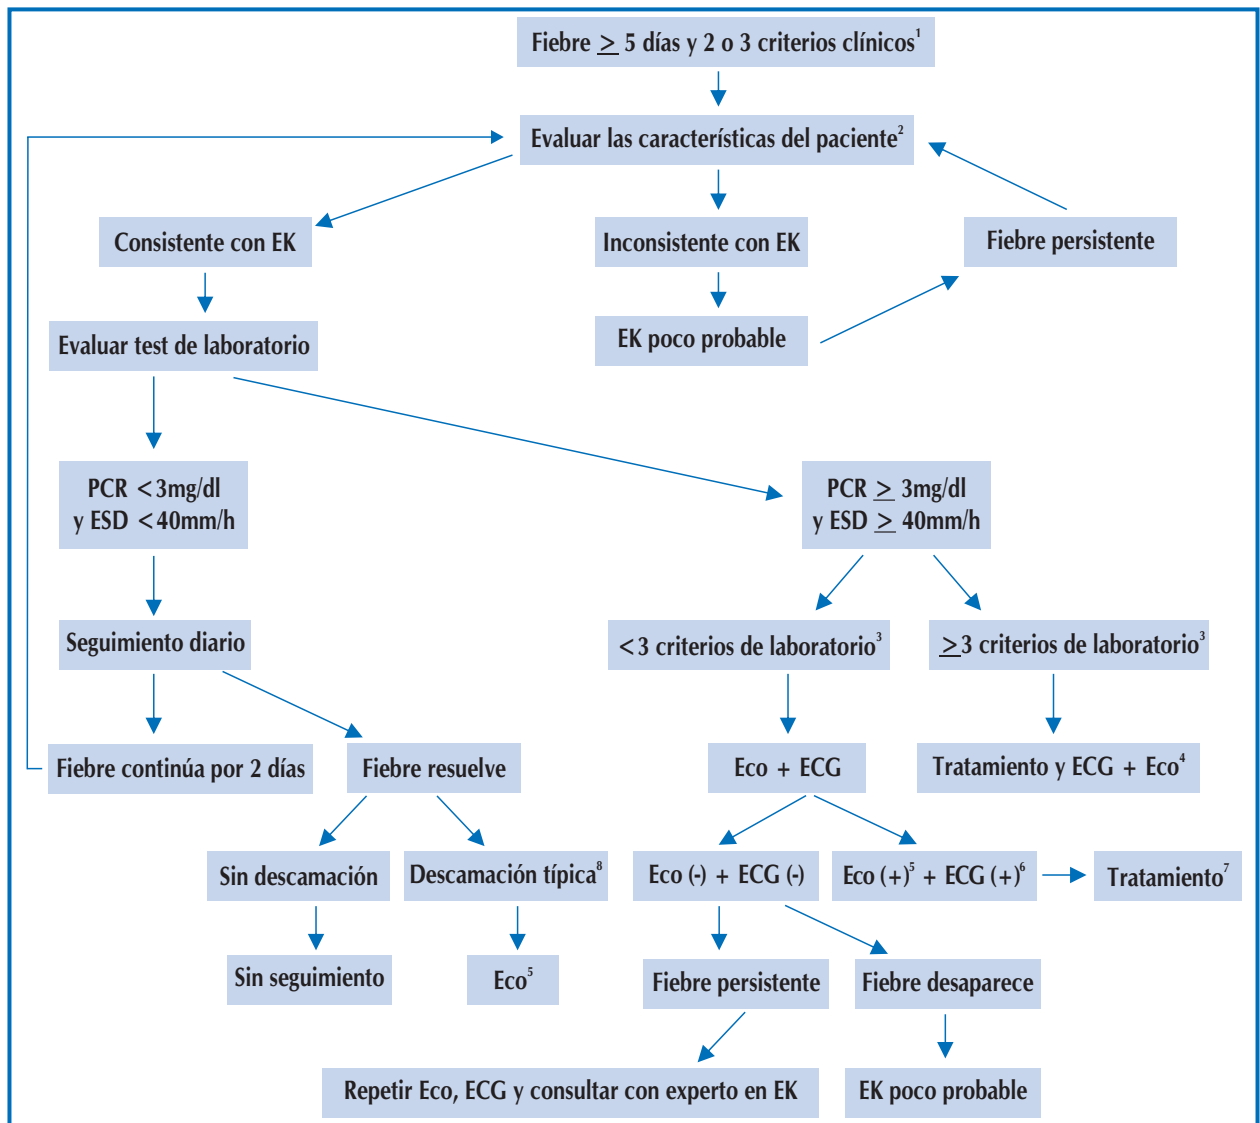 Fiebre ≥ 5 días y 2 o 3 criterios clínicos¹
Evaluar las características del paciente²
Consistente con EK
Inconsistente con EK
Fiebre persistente
Evaluar test de laboratorio
EK poco probable
PCR <3mg/dl
y ESD <40mm/h
PCR ≥ 3mg/dl
y ESD ≥ 40mm/h
Seguimiento diario
<3 criterios de laboratorio³
≥3 criterios de laboratorio³
Fiebre continúa por 2 días
Fiebre resuelve
Eco + ECG
Tratamiento y ECG + Eco⁴
Sin descamación
Descamación típica⁸
Eco (-) + ECG (-)
Eco (+)⁵ + ECG (+)⁶
Tratamiento⁷
Sin seguimiento
Eco⁵
Fiebre persistente
Fiebre desaparece
Repetir Eco, ECG y consultar con experto en EK
EK poco probable